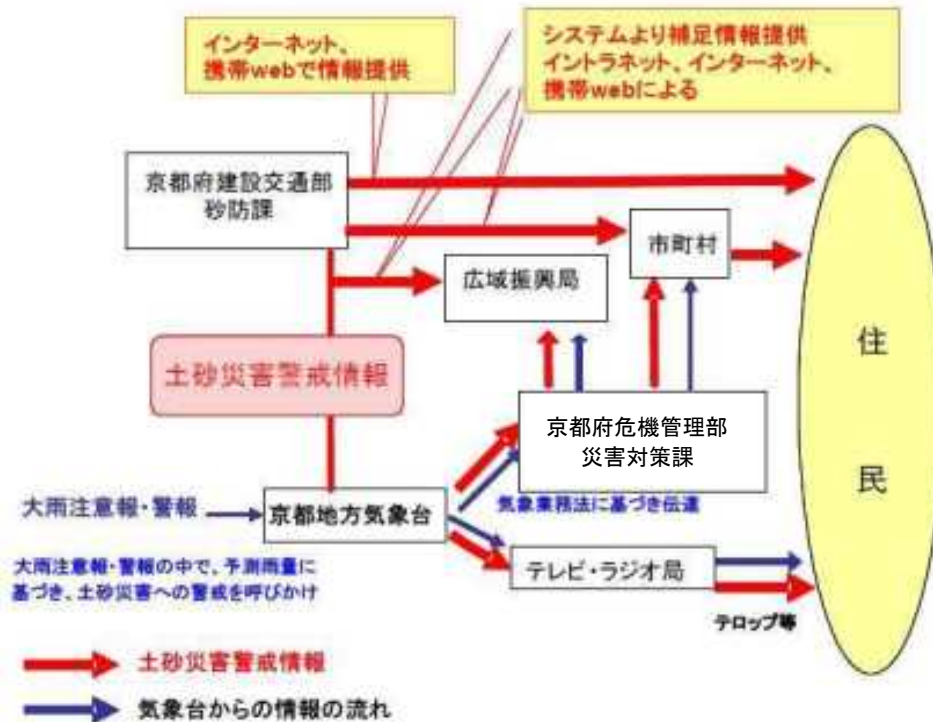 インターネット、
携帯webで情報提供
システムより補足情報提供
イントラネット、インターネット、
携帯webによる
京都府建設交通部
砂防課
市町村
広域振興局
住
民
土砂災害警戒情報
京都府危機管理部
災害対策課
気象業務法に基づき伝達
大雨注意報・警報
京都地方気象台
大雨注意報・警報の中で、予測雨量に
基づき、土砂災害への警戒を呼びかけ
テレビ・ラジオ局
テロップ等
土砂災害警戒情報
気象台からの情報の流れ